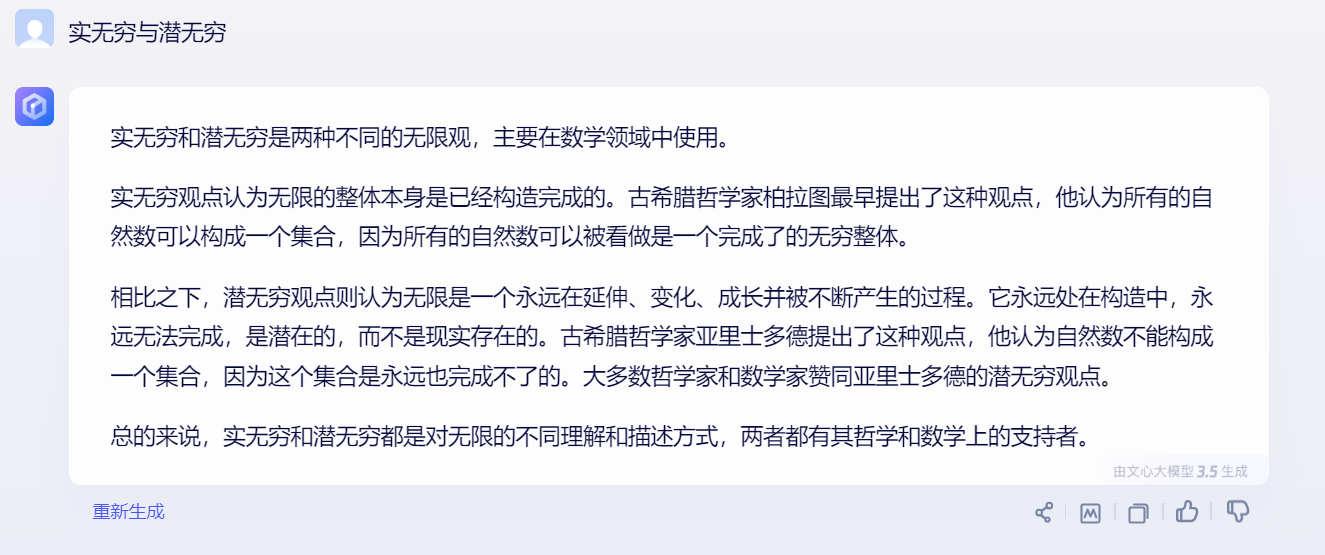 实无穷与潜无穷
实无穷和潜无穷是两种不同的无限观，主要在数学领域中使用。
实无穷观点认为无限的整体本身是已经构造完成的。古希腊哲学家柏拉图最早提出了这种观点，他认为所有的自
然数可以构成一个集合，因为所有的自然数可以被看做是一个完成了的无穷整体。
相比之下，潜无穷观点则认为无限是一个永远在延伸、变化、成长并被不断产生的过程。它永远处在构造中，永
远无法完成，是潜在的，而不是现实存在的。古希腊哲学家亚里士多德提出了这种观点，他认为自然数不能构成
一个集合，因为这个集合是永远也完成不了的。大多数哲学家和数学家赞同亚里士多德的潜无穷观点。
总的来说，实无穷和潜无穷都是对无限的不同理解和描述方式，两者都有其哲学和数学上的支持者。
由文心大模型 3.5 生成
重新生成